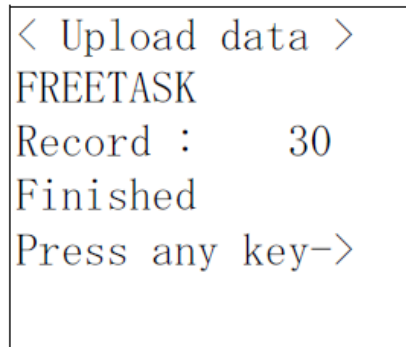 < Upload data >
FREETASK
Record :    30
Finished
Press any key->